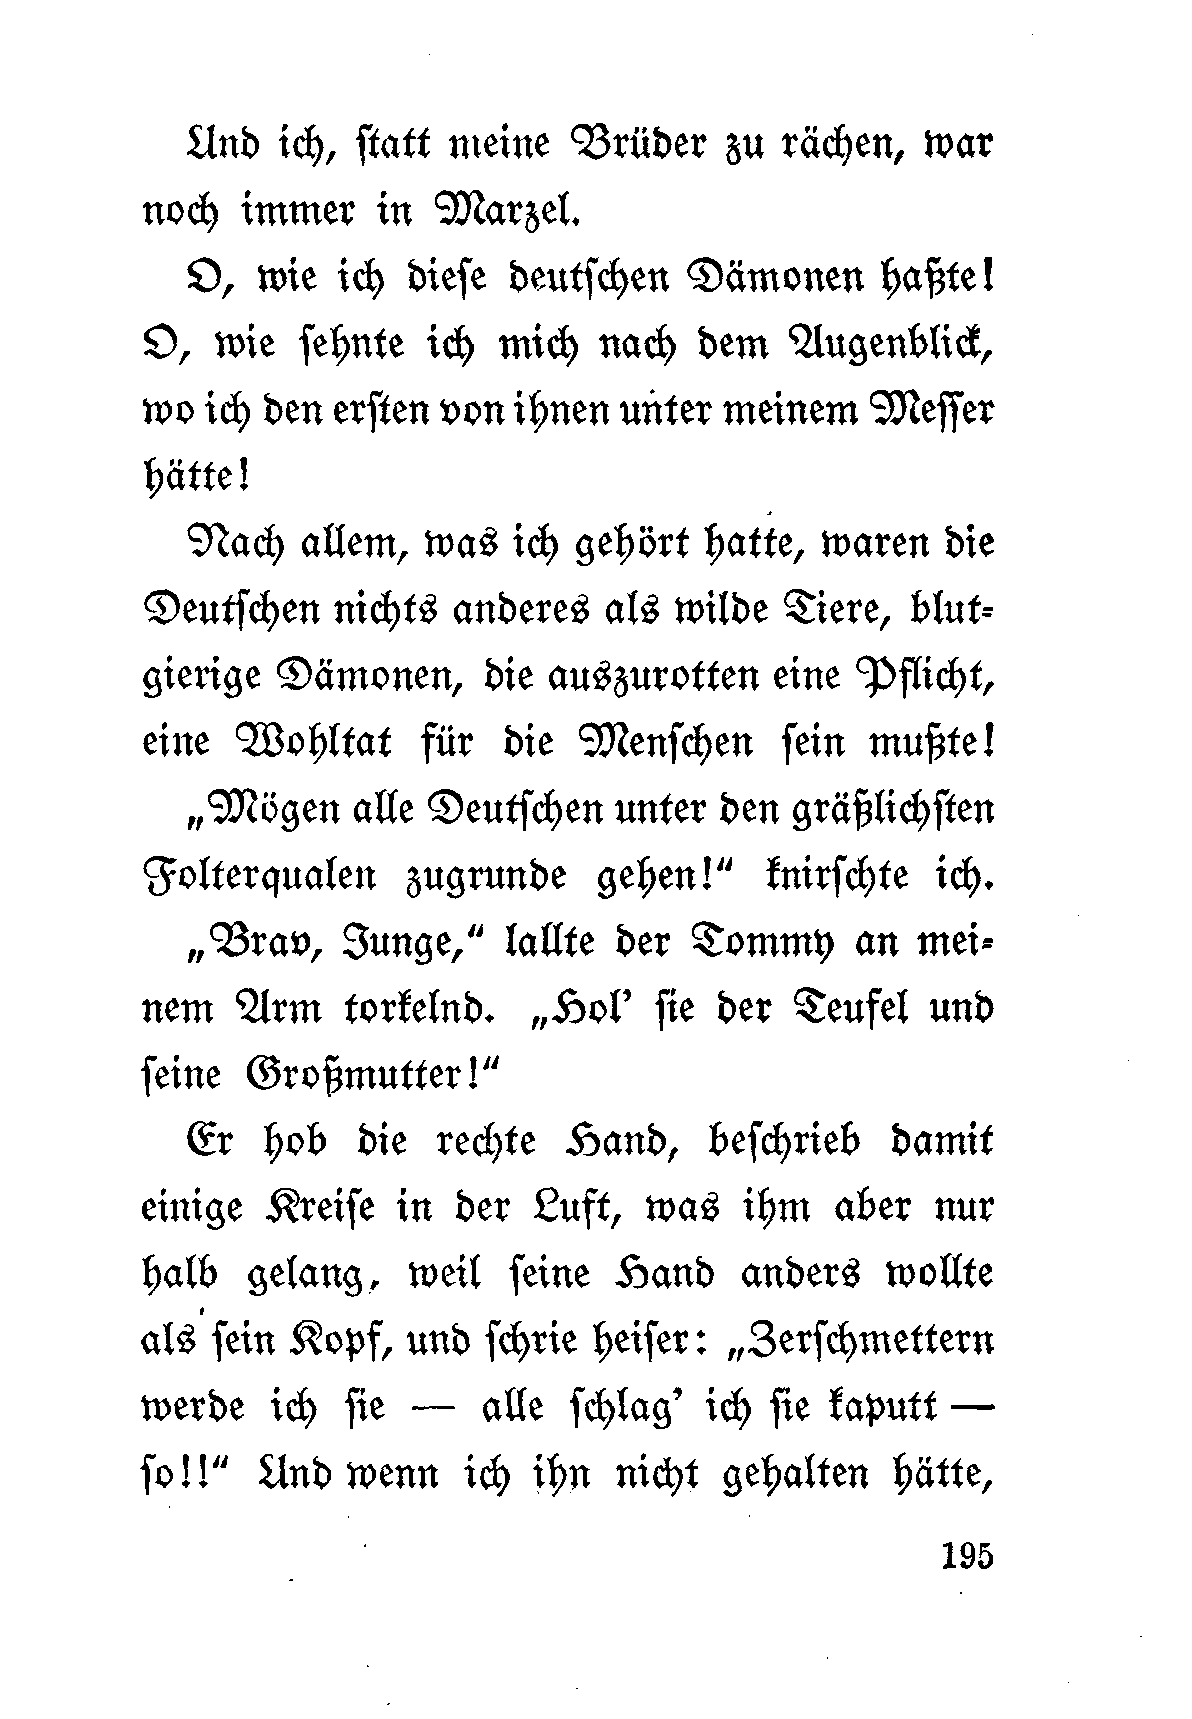 Und ich, ſtatt meine Brüder zu rächen, war
noch immer in Marzel.
O, wie ich dieſe deutſchen Dämonen haßte!
O, wie ſehnte ich mich nach dem Augenblick,
wo ich den erſten von ihnen unter meinem Meſſer
hätte!
Nach allem, was ich gehört hatte, waren die
Deutſchen nichts anderes als wilde Tiere, blut-
gierige Dämonen, die auszurotten eine Pflicht,
eine Wohltat für die Menſchen ſein mußte!
„Mögen alle Deutſchen unter den gräßlichſten
Folterqualen zugrunde gehen!“ knirſchte ich.
„Brav, Junge,“ lallte der Tommy an mei-
nem Arm torkelnd. „Hol’ ſie der Teufel und
ſeine Großmutter!“
Er hob die rechte Hand, beſchrieb damit
einige Kreiſe in der Luft, was ihm aber nur
halb gelang, weil ſeine Hand anders wollte
als ſein Kopf, und ſchrie heiſer: „Zerſchmettern
werde ich ſie — alle ſchlag’ ich ſie kaputt —
ſo!!“ Und wenn ich ihn nicht gehalten hätte,
195